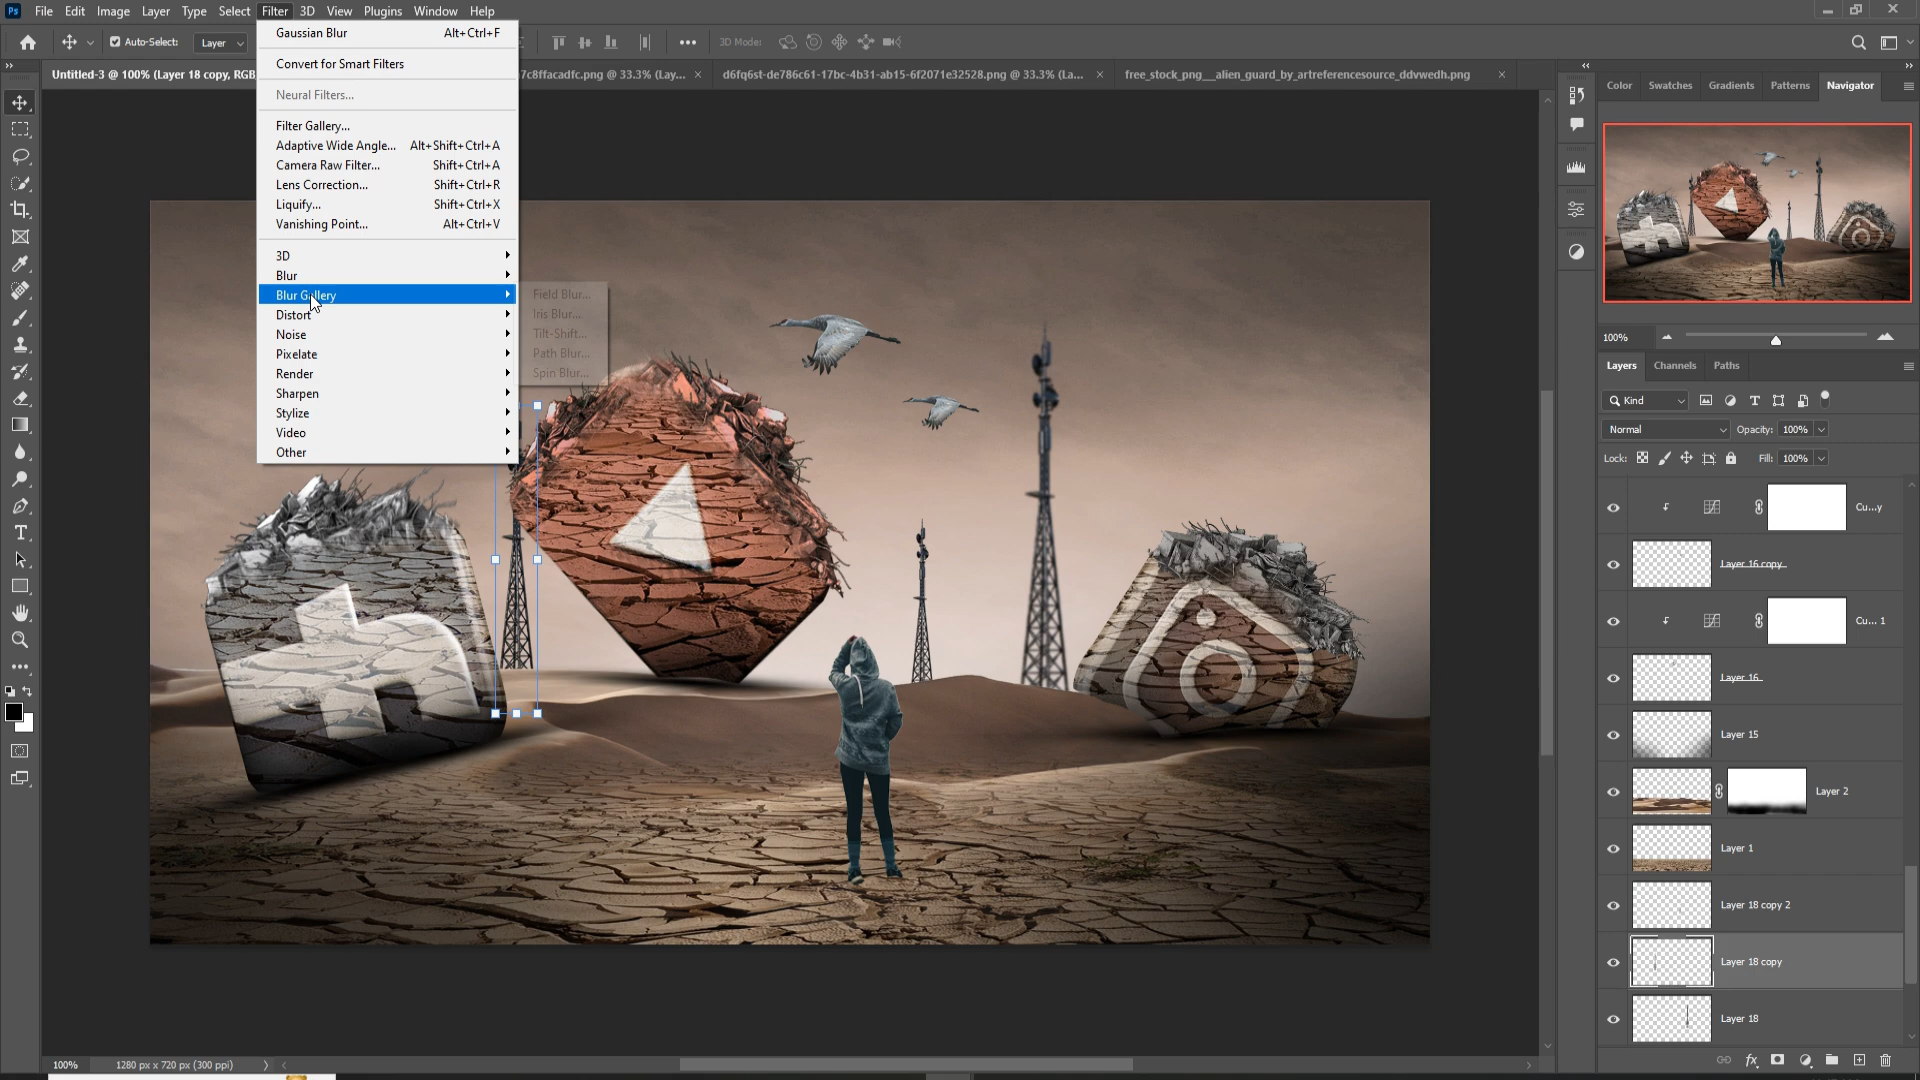 Ps File Edit Image Layer Type Select Filter 3D View Plugins Window Help
Auto-Select: Layer
3D Mode:
Untitled-3 @ 100% (Layer 18 copy, RGB
7c8ffacadfc.png @ 33.3% (Lay... ×
d6fq6st-de786c61-17bc-4b31-ab15-6f2071e32528.png @ 33.3% (La... ×
free_stock_png__alien_guard_by_artreferencesource_ddvwedh.png ×
Gaussian Blur Alt+Ctrl+F
Convert for Smart Filters
Neural Filters...
Filter Gallery...
Adaptive Wide Angle... Alt+Shift+Ctrl+A
Camera Raw Filter... Shift+Ctrl+A
Lens Correction... Shift+Ctrl+R
Liquify... Shift+Ctrl+X
Vanishing Point... Alt+Ctrl+V
3D
Blur
Blur Gallery
Distort
Noise
Pixelate
Render
Sharpen
Stylize
Video
Other
Field Blur...
Iris Blur...
Tilt-Shift...
Path Blur...
Spin Blur...
Color Swatches Gradients Patterns Navigator
100%
Layers Channels Paths
Kind
Normal Opacity: 100%
Lock: Fill: 100%
Cu...y
Layer 16 copy
Cu... 1
Layer 16
Layer 15
Layer 2
Layer 1
Layer 18 copy 2
Layer 18 copy
Layer 18
100% 1280 px x 720 px (300 ppi)